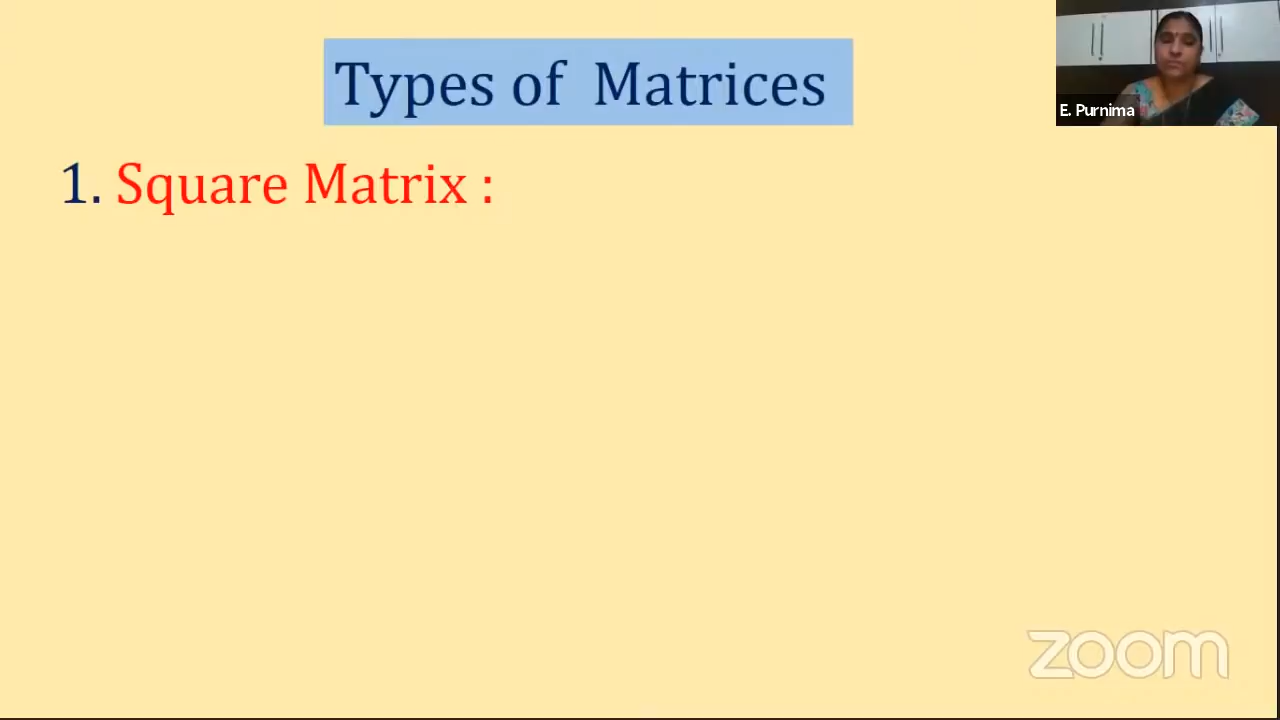 Types of Matrices
E. Purnima
1. Square Matrix :
zoom